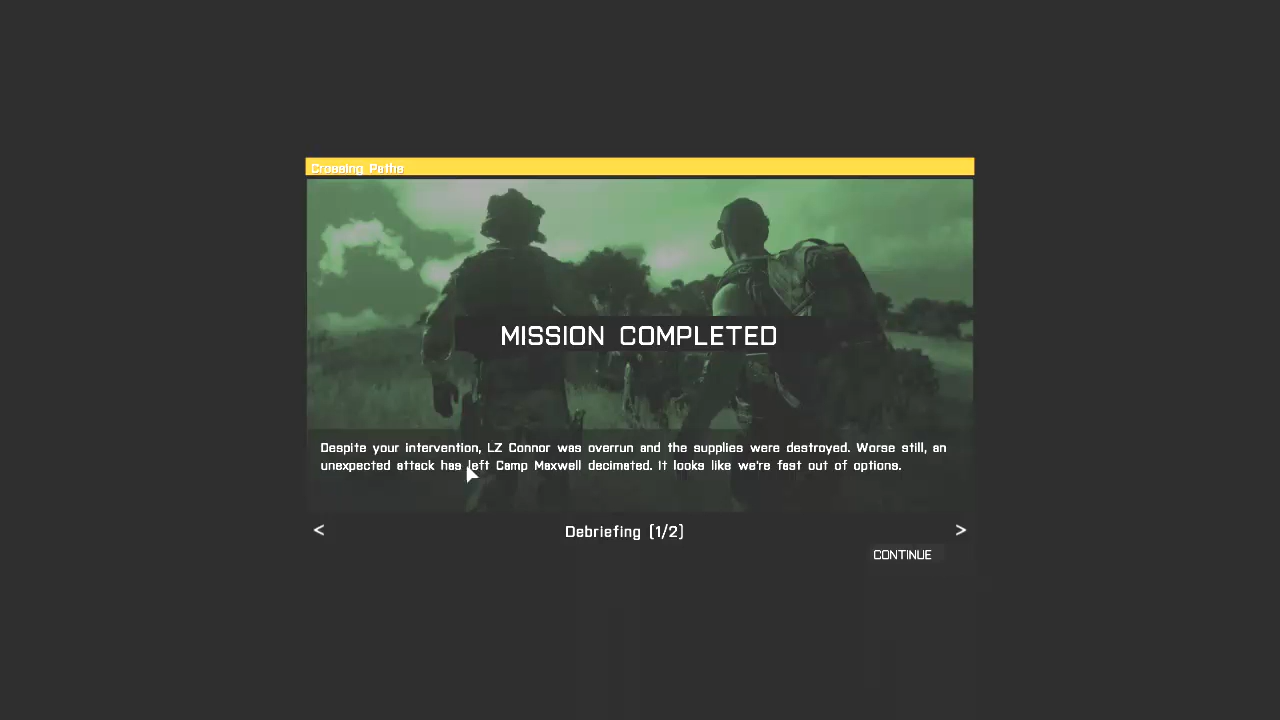 Crossing Paths
MISSION COMPLETED
Despite your intervention, LZ Connor was overrun and the supplies were destroyed. Worse still, an
unexpected attack has left Camp Maxwell decimated. It looks like we're fast out of options.
< Debriefing (1/2) >
CONTINUE